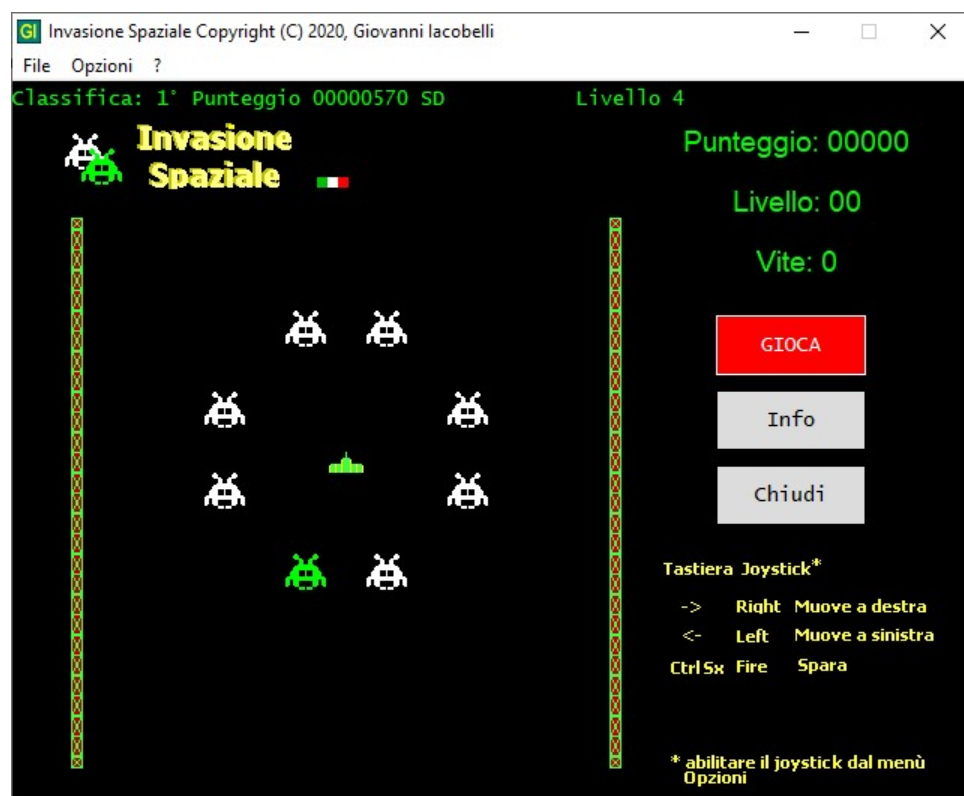 GI Invasione Spaziale Copyright (C) 2020, Giovanni Iacobelli
File Opzioni ?
Classifica: 1° Punteggio 00000570 SD Livello 4
Invasione
Spaziale
Punteggio: 00000
Livello: 00
Vite: 0
GIOCA
Info
Chiudi
Tastiera Joystick*
-> Right Muove a destra
<- Left Muove a sinistra
Ctrl Sx Fire Spara
* abilitare il joystick dal menù
Opzioni